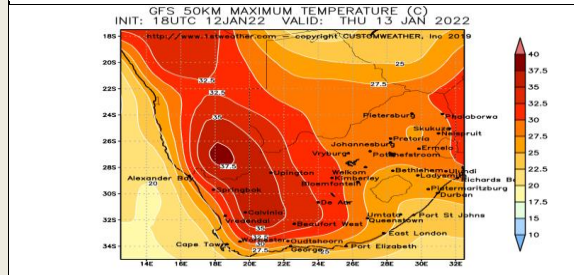 GFS 50KM MAXIMUM TEMPERATURE (C)
INIT: 18UTC 12JAN22 VALID: THU 13 JAN 2022
http://www.1stweather.com — copyright CUSTOMWEATHER, Inc 2019
18S
20S
22S
24S
26S
28S
30S
32S
34S
25
27.5
32.5
32.5
35
37.5
20
35
32.5
30
27.5
25
Pietersburg
Phalaborwa
Skukuza
Nelspruit
Pretoria
Johannesburg
Ermelo
Vryburg
Potchefstroom
Welkom
Bethlehem
Ulundi
Ladysmith
Kimberley
Bloemfontein
Richards Ba
Alexander Bay
Upington
Springbok
Pietermaritzburg
Durban
De Aar
Calvinia
Vredendal
Umtata
Port St Johns
Queenstown
Beaufort West
East London
Worcester
Oudtshoorn
Cape Town
George
Port Elizabeth
14E 16E 18E 20E 22E 24E 26E 28E 30E 32E
40
37.5
35
32.5
30
27.5
25
22.5
20
17.5
15
10